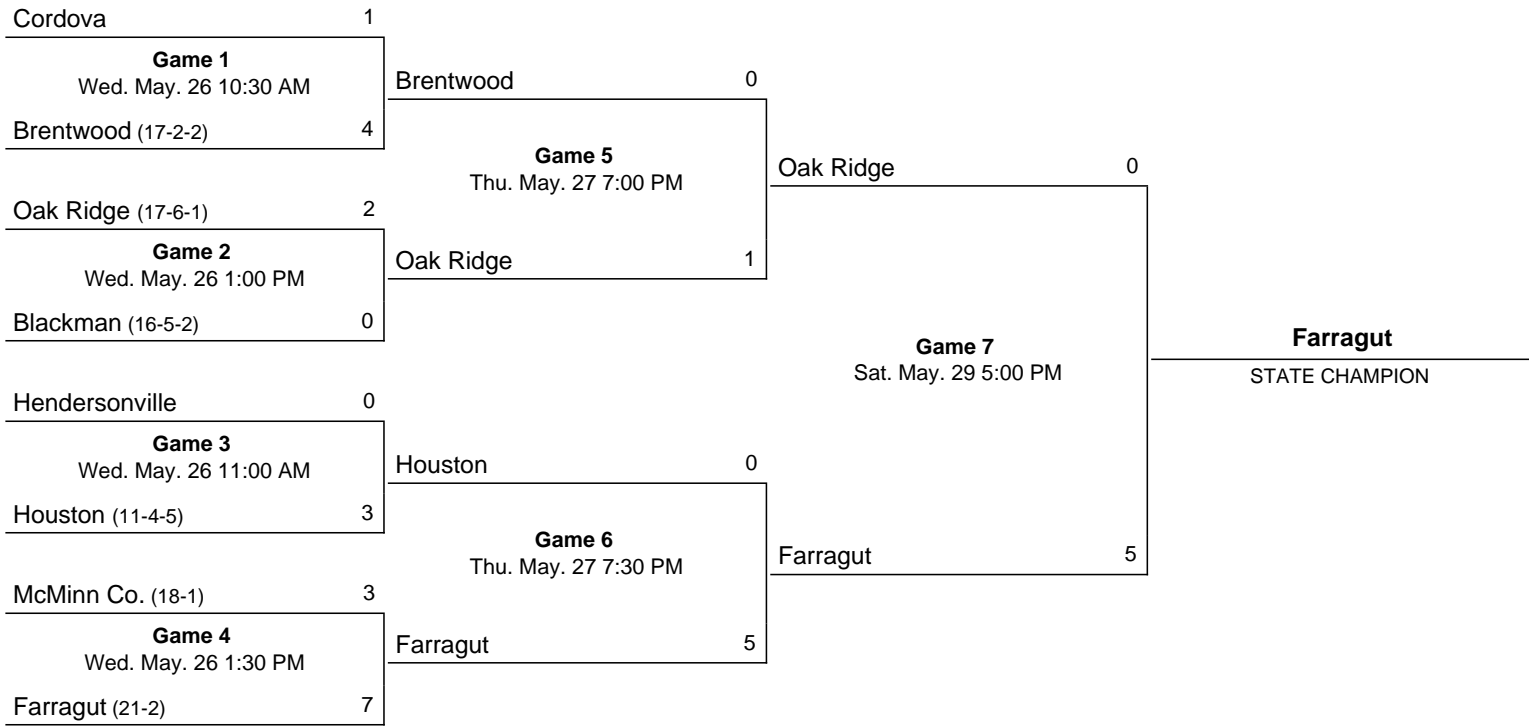 Cordova 1
Game 1
Wed. May. 26 10:30 AM
Brentwood (17-2-2) 4
Oak Ridge (17-6-1) 2
Game 2
Wed. May. 26 1:00 PM
Blackman (16-5-2) 0
Hendersonville 0
Game 3
Wed. May. 26 11:00 AM
Houston (11-4-5) 3
McMinn Co. (18-1) 3
Game 4
Wed. May. 26 1:30 PM
Farragut (21-2) 7
Brentwood 0
Game 5
Thu. May. 27 7:00 PM
Oak Ridge 1
Houston 0
Game 6
Thu. May. 27 7:30 PM
Farragut 5
Oak Ridge 0
Game 7
Sat. May. 29 5:00 PM
Farragut 5
Farragut
STATE CHAMPION